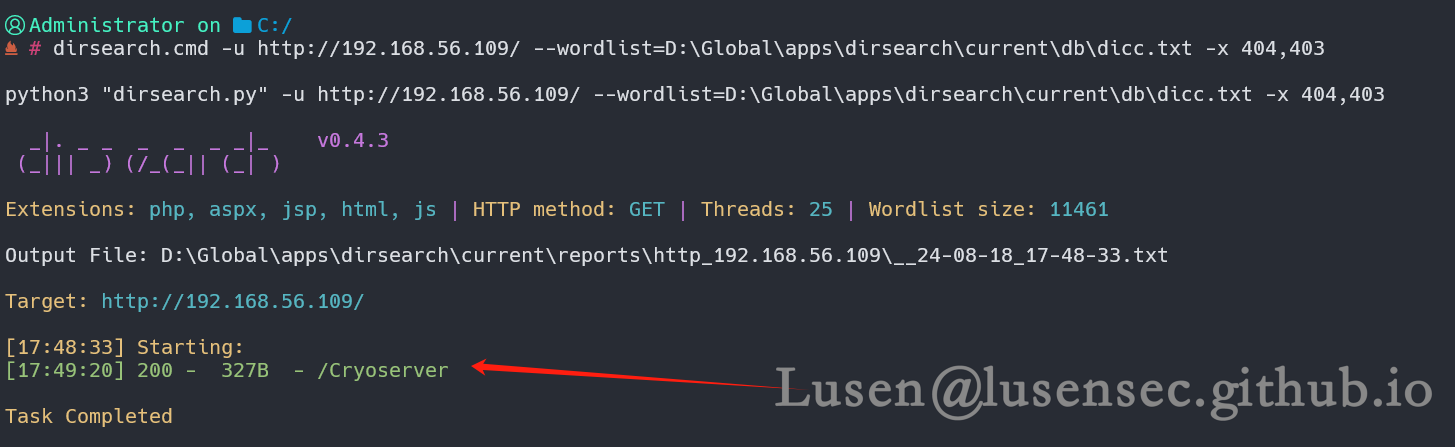 Administrator on C:/
# dirsearch.cmd -u http://192.168.56.109/ --wordlist=D:\Global\apps\dirsearch\current\db\dicc.txt -x 404,403
python3 "dirsearch.py" -u http://192.168.56.109/ --wordlist=D:\Global\apps\dirsearch\current\db\dicc.txt -x 404,403
  _|. _ _  _  _  _ _|_    v0.4.3
 (_||| _) (/_(_|| (_| )
Extensions: php, aspx, jsp, html, js | HTTP method: GET | Threads: 25 | Wordlist size: 11461
Output File: D:\Global\apps\dirsearch\current\reports\http_192.168.56.109\__24-08-18_17-48-33.txt
Target: http://192.168.56.109/
[17:48:33] Starting:
[17:49:20] 200 -  327B  - /Cryoserver
Lusen@lusensec.github.io
Task Completed